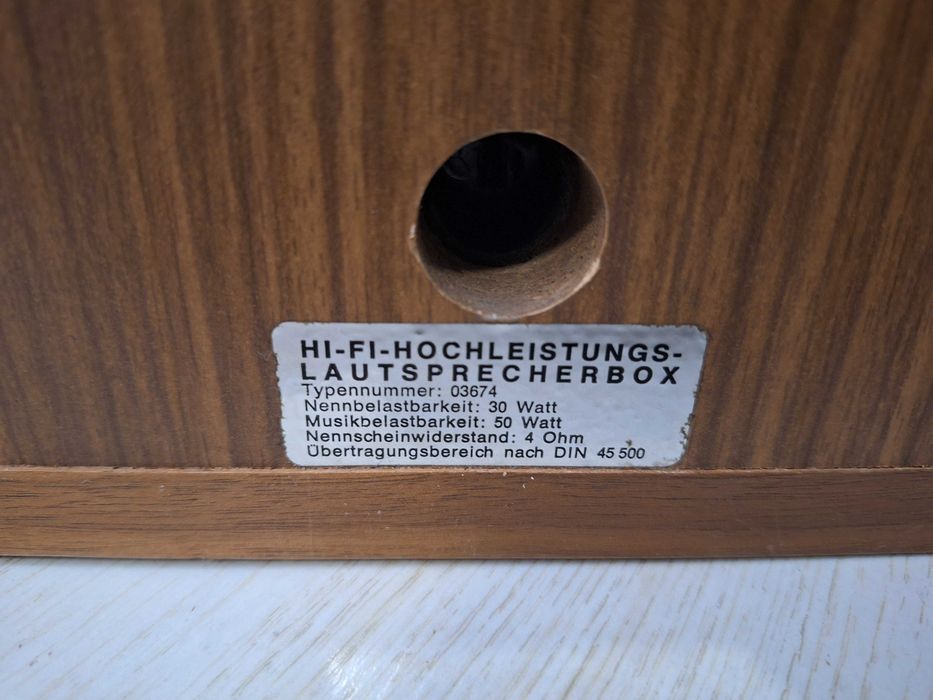 HI-FI-HOCHLEISTUNGS-
LAUTSPRECHERBOX
Typennummer: 03674
Nennbelastbarkeit: 30 Watt
Musikbelastbarkeit: 50 Watt
Nennscheinwiderstand: 4 Ohm
Übertragungsbereich nach DIN 45 500